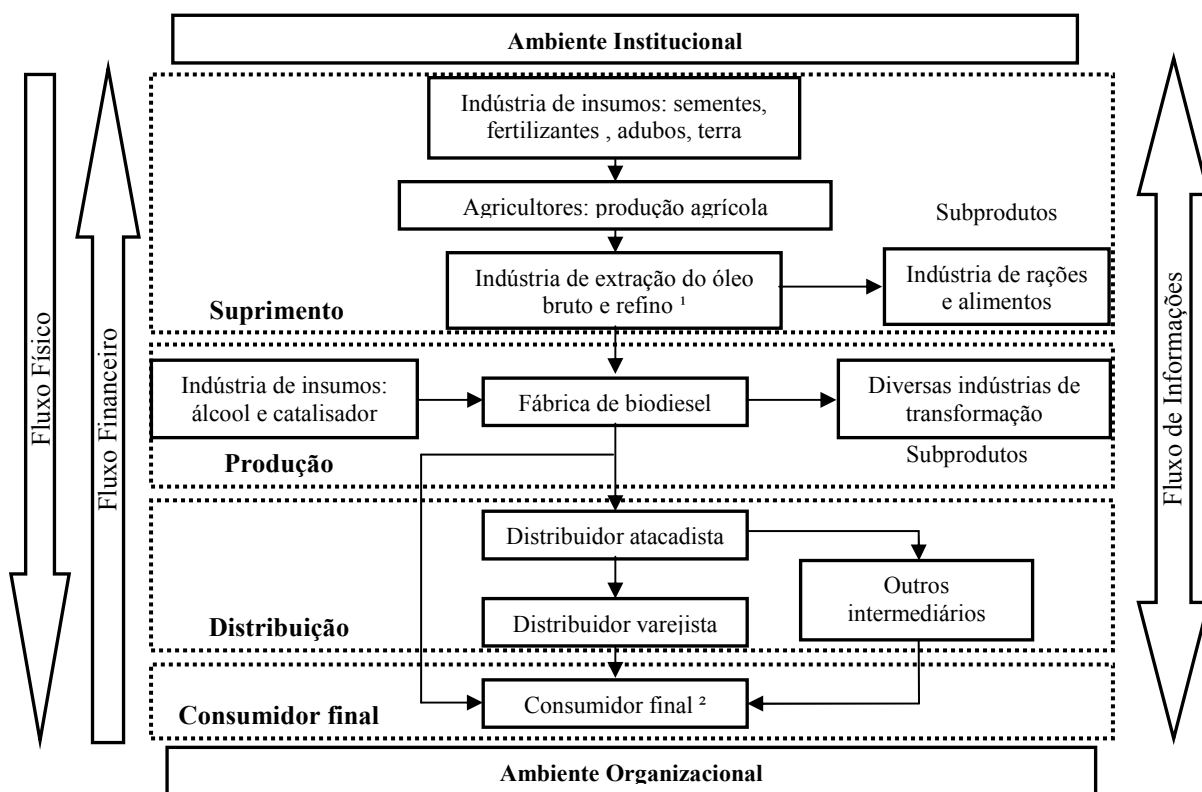 Ambiente Institucional
Indústria de insumos: sementes,
fertilizantes , adubos, terra
Agricultores: produção agrícola
Subprodutos
Indústria de extração do óleo
bruto e refino ¹
Indústria de rações
e alimentos
Suprimento
Indústria de insumos:
álcool e catalisador
Fábrica de biodiesel
Diversas indústrias de
transformação
Produção
Subprodutos
Distribuidor atacadista
Outros
intermediários
Distribuição
Distribuidor varejista
Consumidor final ²
Consumidor final
Ambiente Organizacional
Fluxo Físico
Fluxo Financeiro
Fluxo de Informações